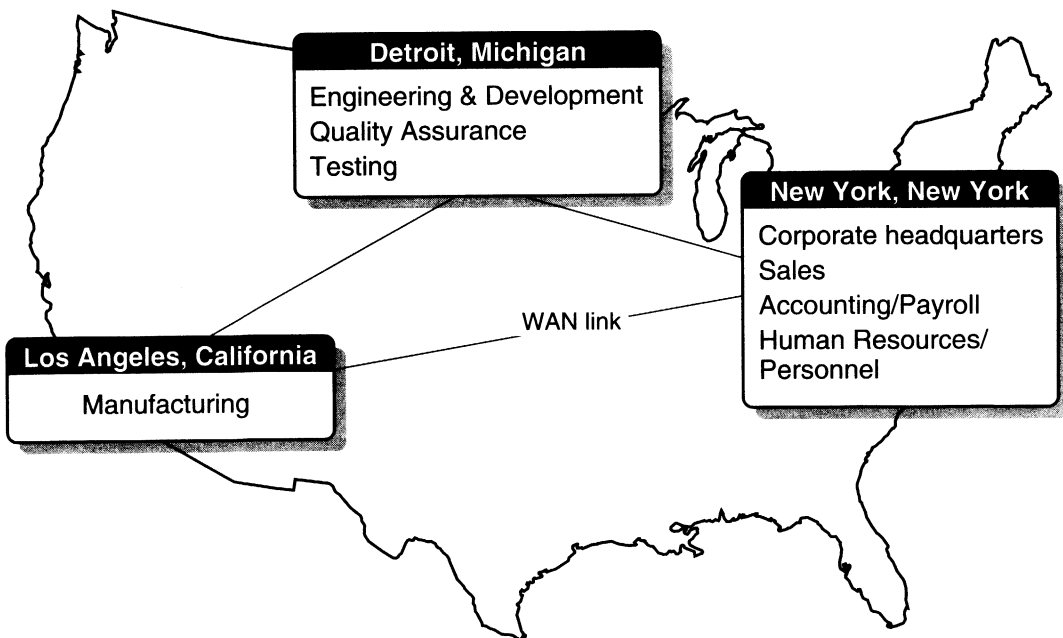 Detroit, Michigan
Engineering & Development
Quality Assurance
Testing
New York, New York
Corporate headquarters
Sales
Accounting/Payroll
Human Resources/
Personnel
WAN link
Los Angeles, California
Manufacturing